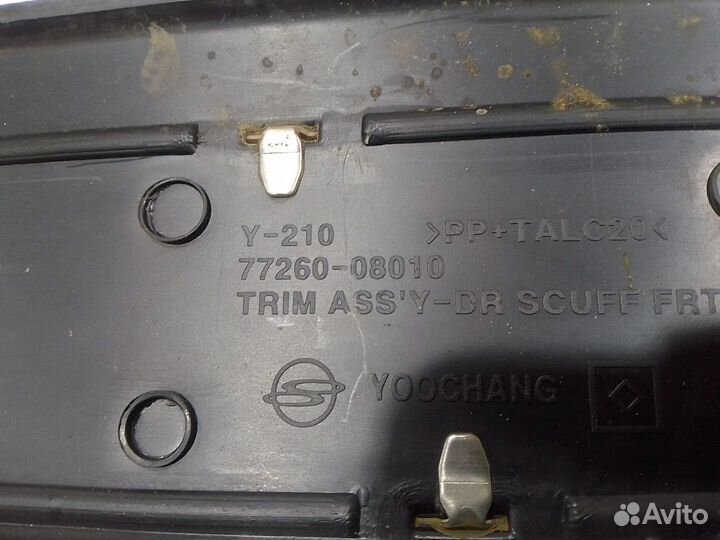 Y-210 >PP+TALC20<
77260-08010
TRIM ASS'Y-DR SCUFF FRT
YOOCHANG
Avito